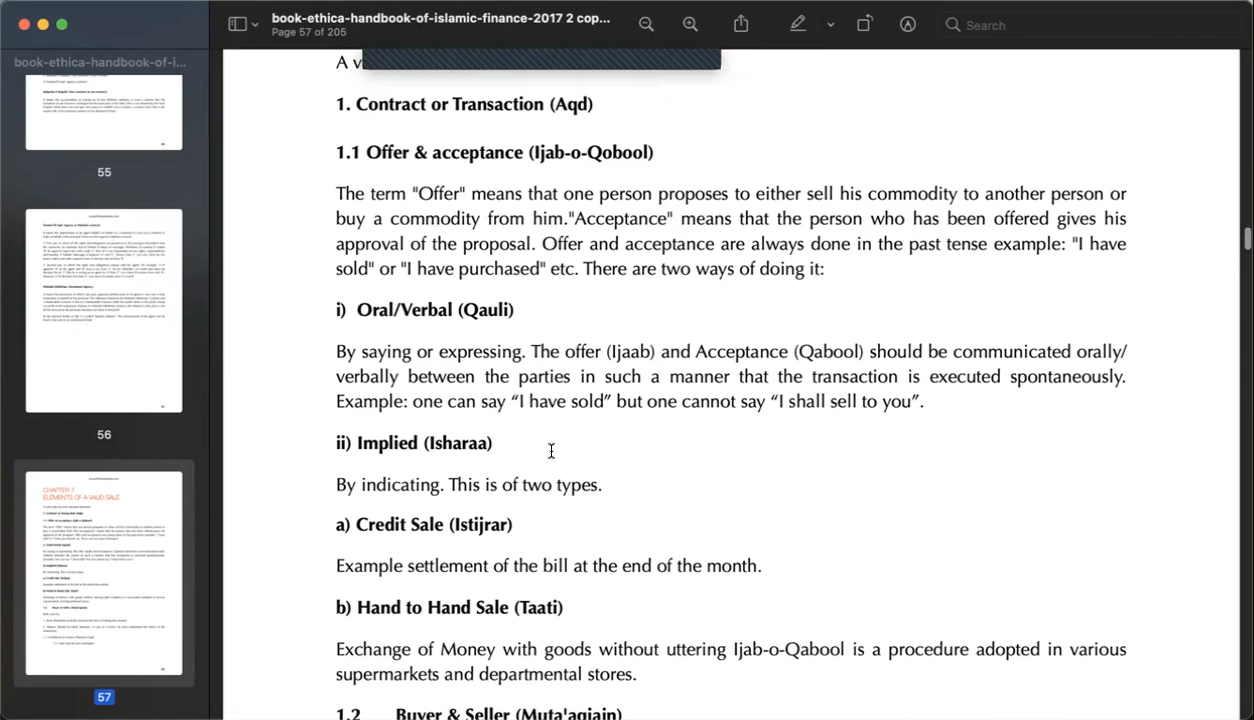 book-ethica-handbook-of-islamic-finance-2017 2 cop...
Page 57 of 205
Search
book-ethica-handbook-of-i...
55
56
CHAPTER 7
ELEMENTS OF A VALID SALE
57
A v
1. Contract or Transaction (Aqd)
1.1 Offer & acceptance (Ijab-o-Qobool)
The term "Offer" means that one person proposes to either sell his commodity to another person or
buy a commodity from him."Acceptance" means that the person who has been offered gives his
approval of the proposal. Offer and acceptance are always done in the past tense example: "I have
sold" or "I have purchased" etc. There are two ways of doing it:
i) Oral/Verbal (Qauli)
By saying or expressing. The offer (Ijaab) and Acceptance (Qabool) should be communicated orally/
verbally between the parties in such a manner that the transaction is executed spontaneously.
Example: one can say “I have sold” but one cannot say “I shall sell to you”.
ii) Implied (Isharaa)
By indicating. This is of two types.
a) Credit Sale (Istijrar)
Example settlement of the bill at the end of the month.
b) Hand to Hand Sale (Taati)
Exchange of Money with goods without uttering Ijab-o-Qabool is a procedure adopted in various
supermarkets and departmental stores.
1.2 Buyer & Seller (Muta'aqiain)